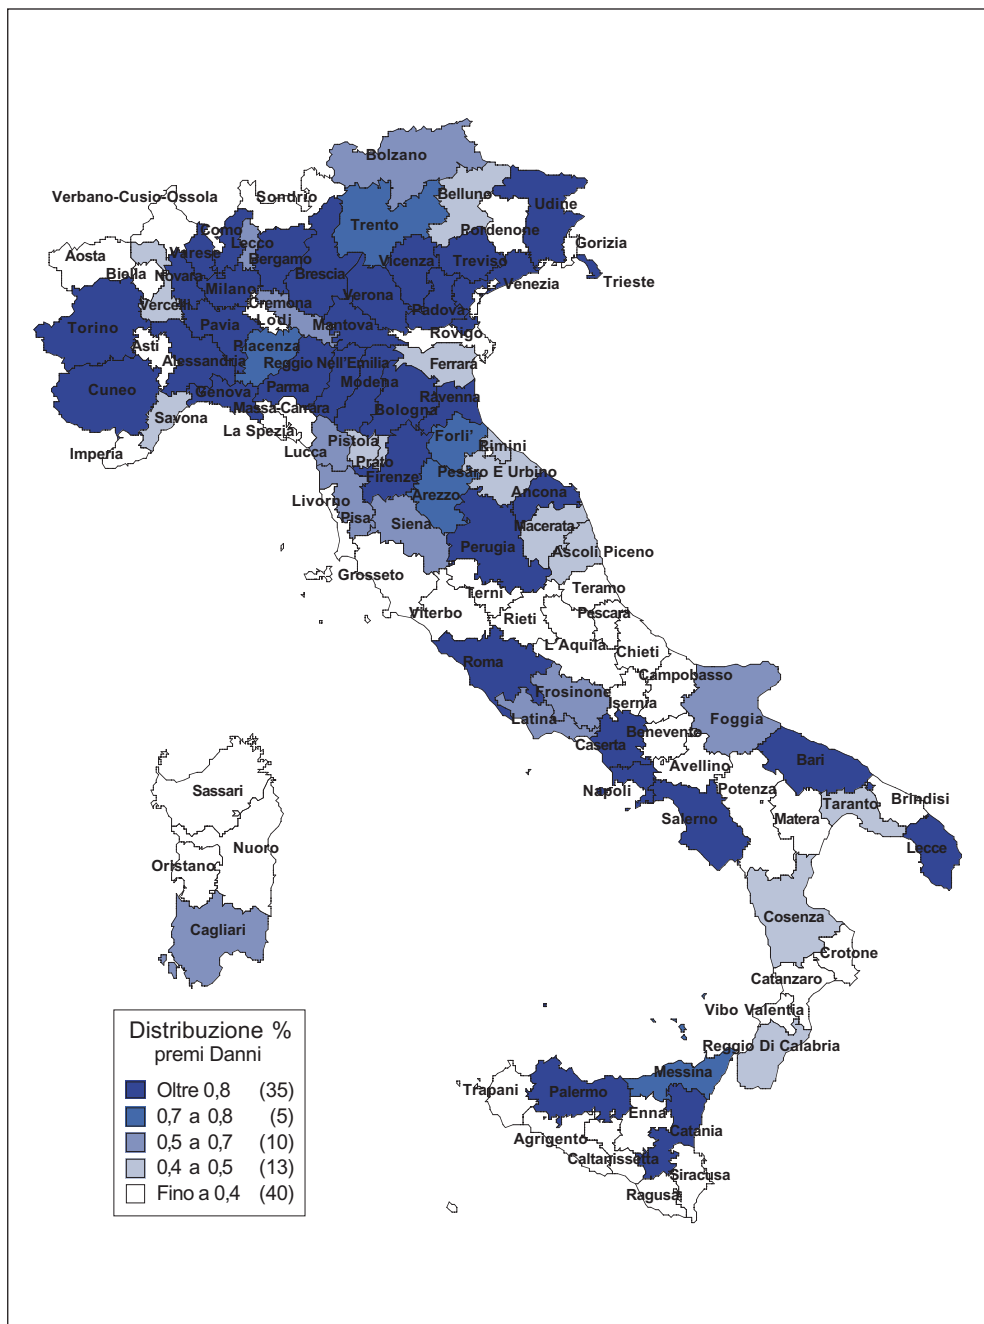 Bolzano
Verbano-Cusio-Ossola
Sondrio
Belluno
Udine
Trento
Como
Pordenone
Gorizia
Aosta
Varese
Lecco
Bergamo
Vicenza
Treviso
Biella
Novara
Brescia
Venezia
Trieste
Milano
Verona
Vercelli
Cremona
Padova
Lodi
Torino
Pavia
Mantova
Rovigo
Asti
Piacenza
Alessandria
Reggio Nell'Emilia
Ferrara
Cuneo
Genova
Parma
Modena
Ravenna
Massa-Carrara
Bologna
Savona
La Spezia
Pistoia
Forli'
Rimini
Imperia
Lucca
Prato
Pesaro E Urbino
Firenze
Livorno
Arezzo
Ancona
Pisa
Siena
Macerata
Perugia
Ascoli Piceno
Grosseto
Terni
Teramo
Viterbo
Rieti
Pescara
L'Aquila
Chieti
Roma
Campobasso
Frosinone
Isernia
Latina
Foggia
Benevento
Caserta
Bari
Avellino
Napoli
Potenza
Brindisi
Sassari
Taranto
Salerno
Matera
Nuoro
Lecce
Oristano
Cosenza
Cagliari
Crotone
Catanzaro
Vibo Valentia
Reggio Di Calabria
Messina
Trapani
Palermo
Enna
Catania
Agrigento
Caltanissetta
Siracusa
Ragusa
Distribuzione %
premi Danni
Oltre 0,8 (35)
0,7 a 0,8 (5)
0,5 a 0,7 (10)
0,4 a 0,5 (13)
Fino a 0,4 (40)